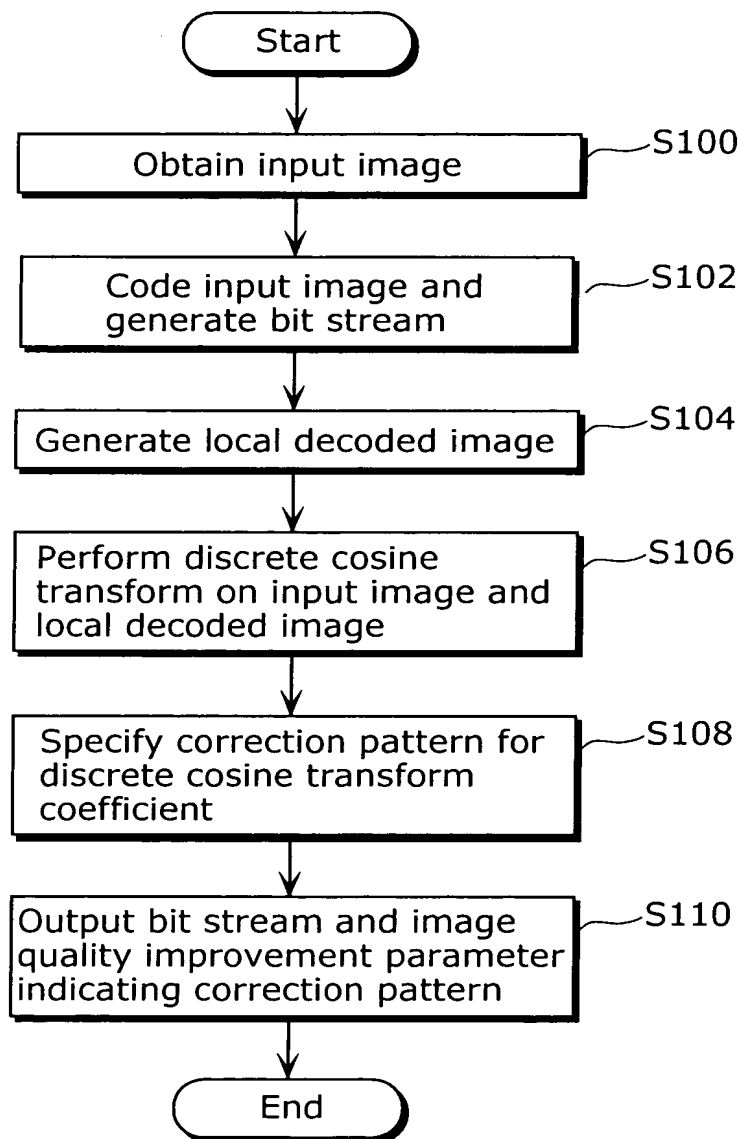 Start
Obtain input image
S100
Code input image and
generate bit stream
S102
Generate local decoded image
S104
Perform discrete cosine
transform on input image and
local decoded image
S106
Specify correction pattern for
discrete cosine transform
coefficient
S108
Output bit stream and image
quality improvement parameter
indicating correction pattern
S110
End